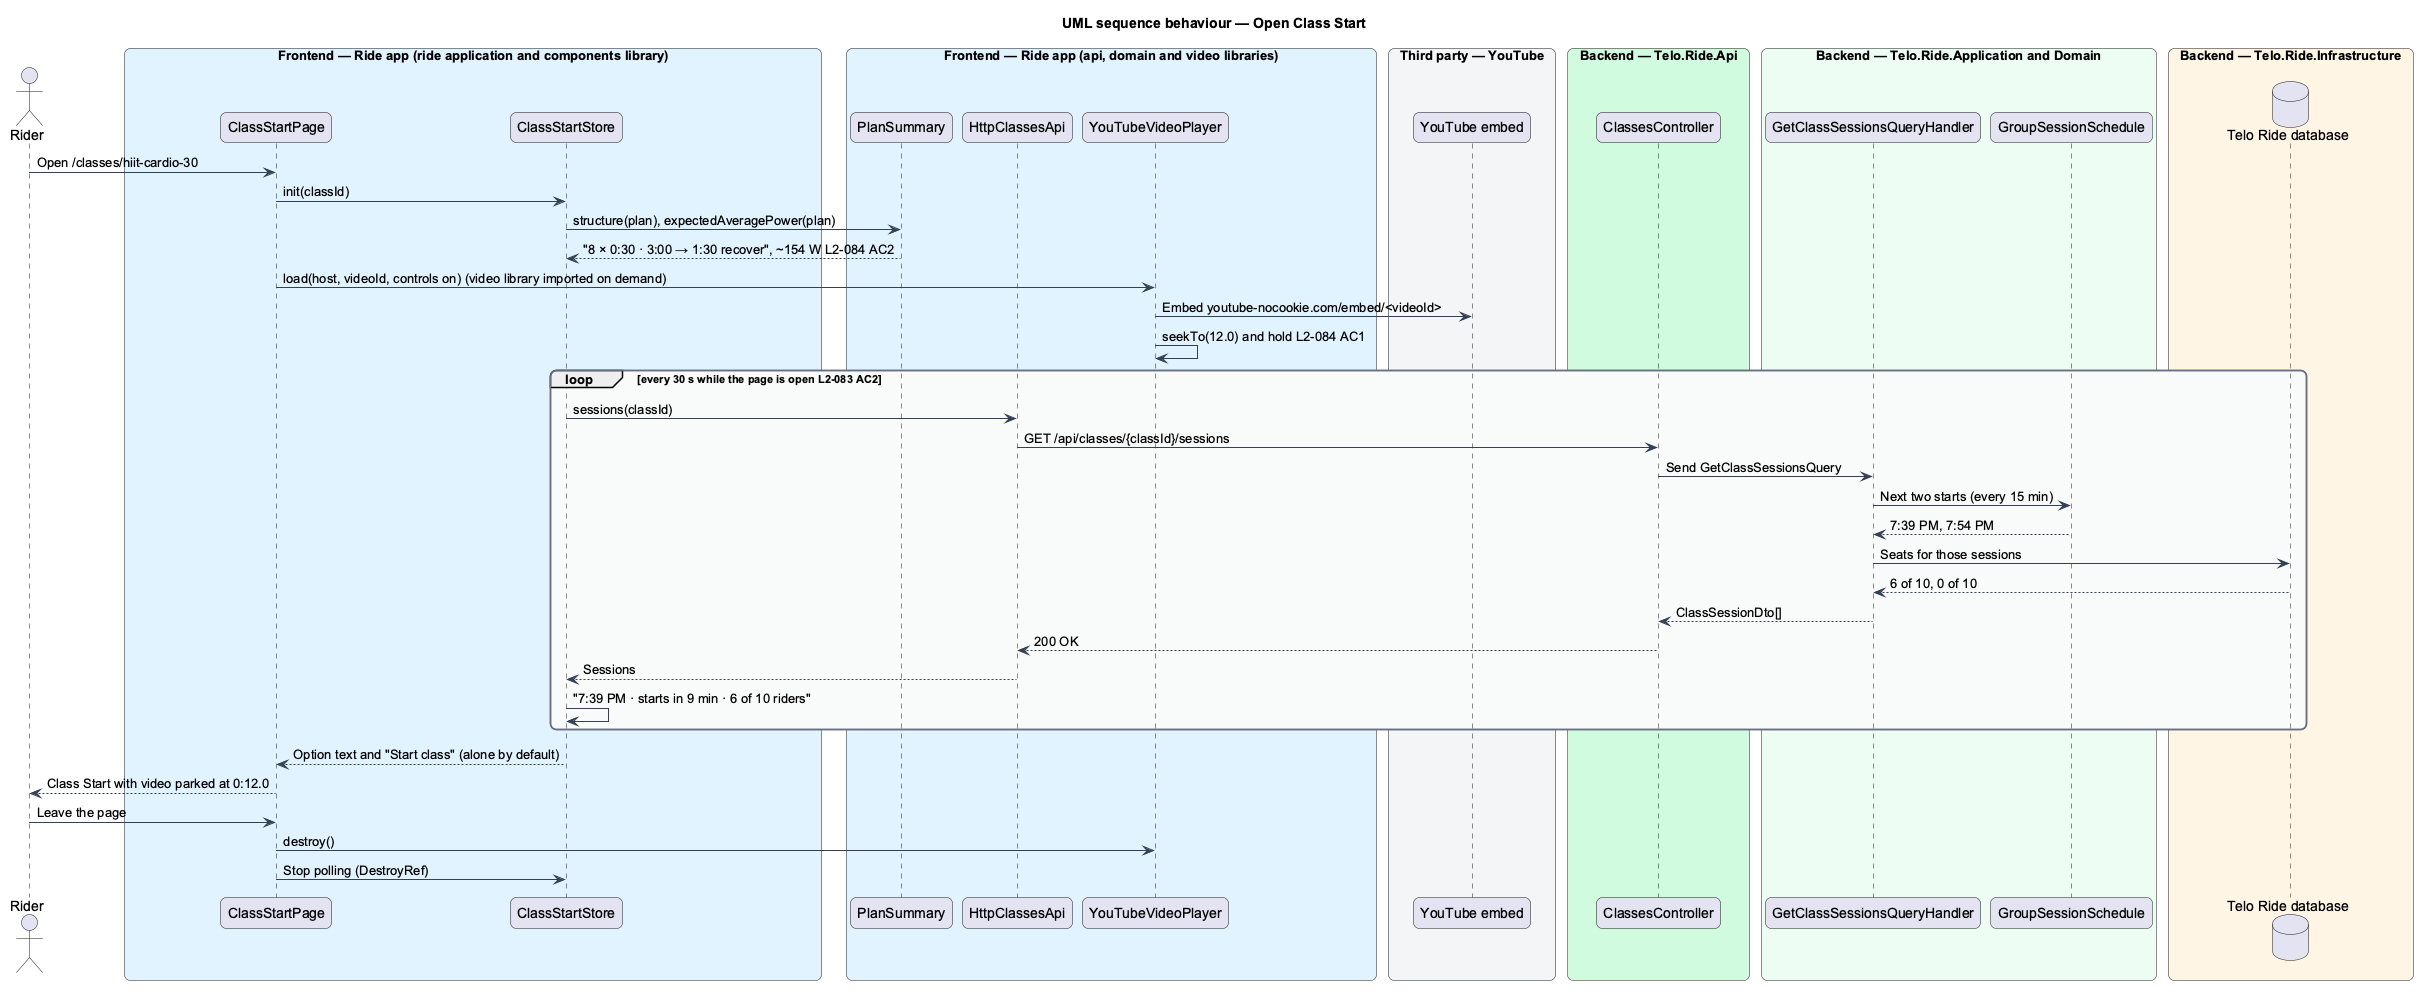 UML sequence behaviour — Open Class Start
Frontend — Ride app (ride application and components library)
Frontend — Ride app (api, domain and video libraries)
Third party — YouTube
Backend — Telo.Ride.Api
Backend — Telo.Ride.Application and Domain
Backend — Telo.Ride.Infrastructure
Rider
ClassStartPage
ClassStartStore
PlanSummary
HttpClassesApi
YouTubeVideoPlayer
YouTube embed
ClassesController
GetClassSessionsQueryHandler
GroupSessionSchedule
Telo Ride database
Open /classes/hiit-cardio-30
init(classId)
structure(plan), expectedAveragePower(plan)
"8 × 0:30 · 3:00 → 1:30 recover", ~154 W L2-084 AC2
load(host, videoId, controls on) (video library imported on demand)
Embed youtube-nocookie.com/embed/<videoId>
seekTo(12.0) and hold L2-084 AC1
loop
[every 30 s while the page is open L2-083 AC2]
sessions(classId)
GET /api/classes/{classId}/sessions
Send GetClassSessionsQuery
Next two starts (every 15 min)
7:39 PM, 7:54 PM
Seats for those sessions
6 of 10, 0 of 10
ClassSessionDto[]
200 OK
Sessions
"7:39 PM · starts in 9 min · 6 of 10 riders"
Option text and "Start class" (alone by default)
Class Start with video parked at 0:12.0
Leave the page
destroy()
Stop polling (DestroyRef)
Rider
ClassStartPage
ClassStartStore
PlanSummary
HttpClassesApi
YouTubeVideoPlayer
YouTube embed
ClassesController
GetClassSessionsQueryHandler
GroupSessionSchedule
Telo Ride database